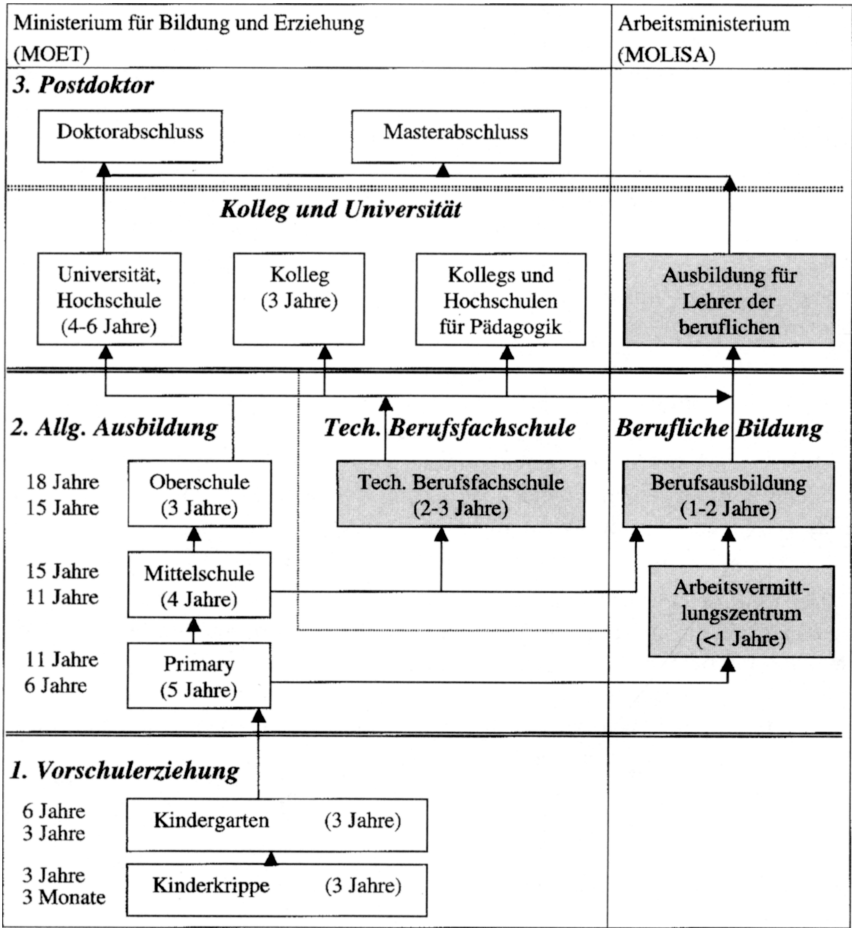 Ministerium für Bildung und Erziehung
(MOET)
Arbeitsministerium
(MOLISA)
3. Postdoktor
Doktorabschluss
Masterabschluss
Kolleg und Universität
Universität,
Hochschule
(4-6 Jahre)
Kolleg
(3 Jahre)
Kollegs und
Hochschulen
für Pädagogik
Ausbildung für
Lehrer der
beruflichen
2. Allg. Ausbildung
Tech. Berufsfachschule
Berufliche Bildung
18 Jahre
15 Jahre
Oberschule
(3 Jahre)
Tech. Berufsfachschule
(2-3 Jahre)
Berufsausbildung
(1-2 Jahre)
15 Jahre
11 Jahre
Mittelschule
(4 Jahre)
Arbeitsvermitt-
lungszentrum
(<1 Jahre)
11 Jahre
6 Jahre
Primary
(5 Jahre)
1. Vorschulerziehung
6 Jahre
3 Jahre
Kindergarten (3 Jahre)
3 Jahre
3 Monate
Kinderkrippe (3 Jahre)